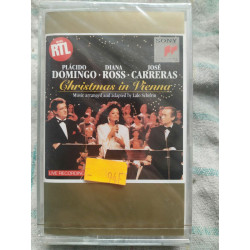 RTL
SONY
PLÁCIDO DIANA JOSÉ
DOMINGO · ROSS · CARRERAS
Christmas in Vienna
Music arranged and adapted by Lalo Schifrin
LIVE RECORDING